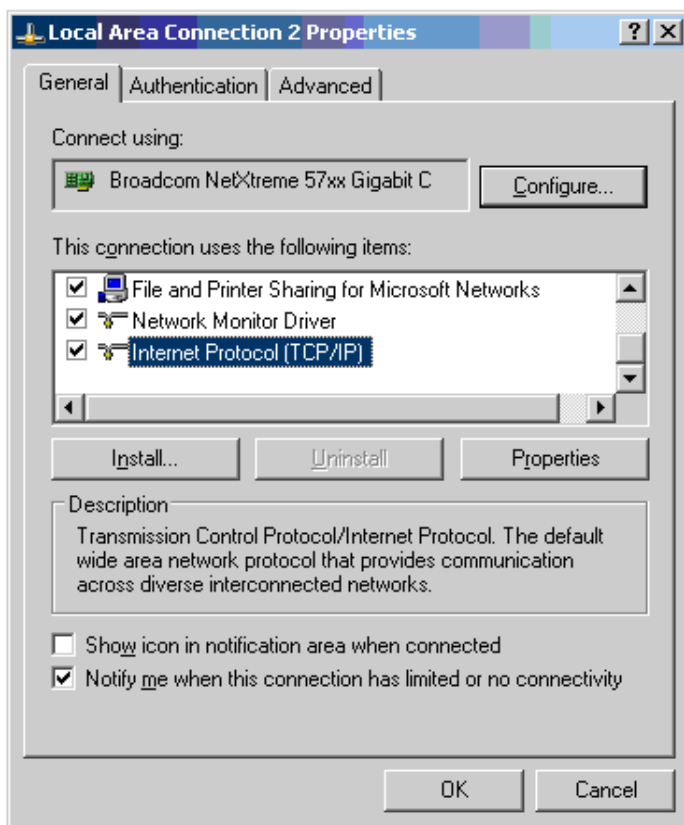 Local Area Connection 2 Properties
General Authentication Advanced
Connect using:
Broadcom NetXtreme 57xx Gigabit C
Configure...
This connection uses the following items:
File and Printer Sharing for Microsoft Networks
Network Monitor Driver
Internet Protocol (TCP/IP)
Install... Uninstall Properties
Description
Transmission Control Protocol/Internet Protocol. The default
wide area network protocol that provides communication
across diverse interconnected networks.
Show icon in notification area when connected
Notify me when this connection has limited or no connectivity
OK Cancel